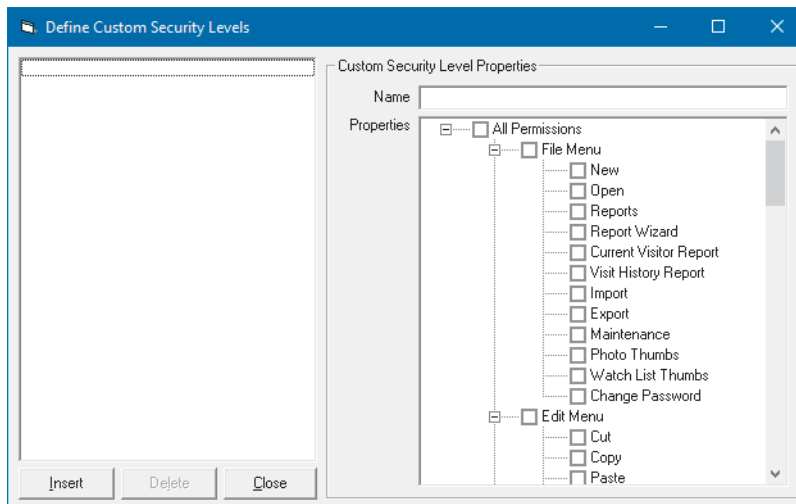 Define Custom Security Levels
Custom Security Level Properties
Name
Properties
All Permissions
File Menu
New
Open
Reports
Report Wizard
Current Visitor Report
Visit History Report
Import
Export
Maintenance
Photo Thumbs
Watch List Thumbs
Change Password
Edit Menu
Cut
Copy
Paste
Insert
Delete
Close